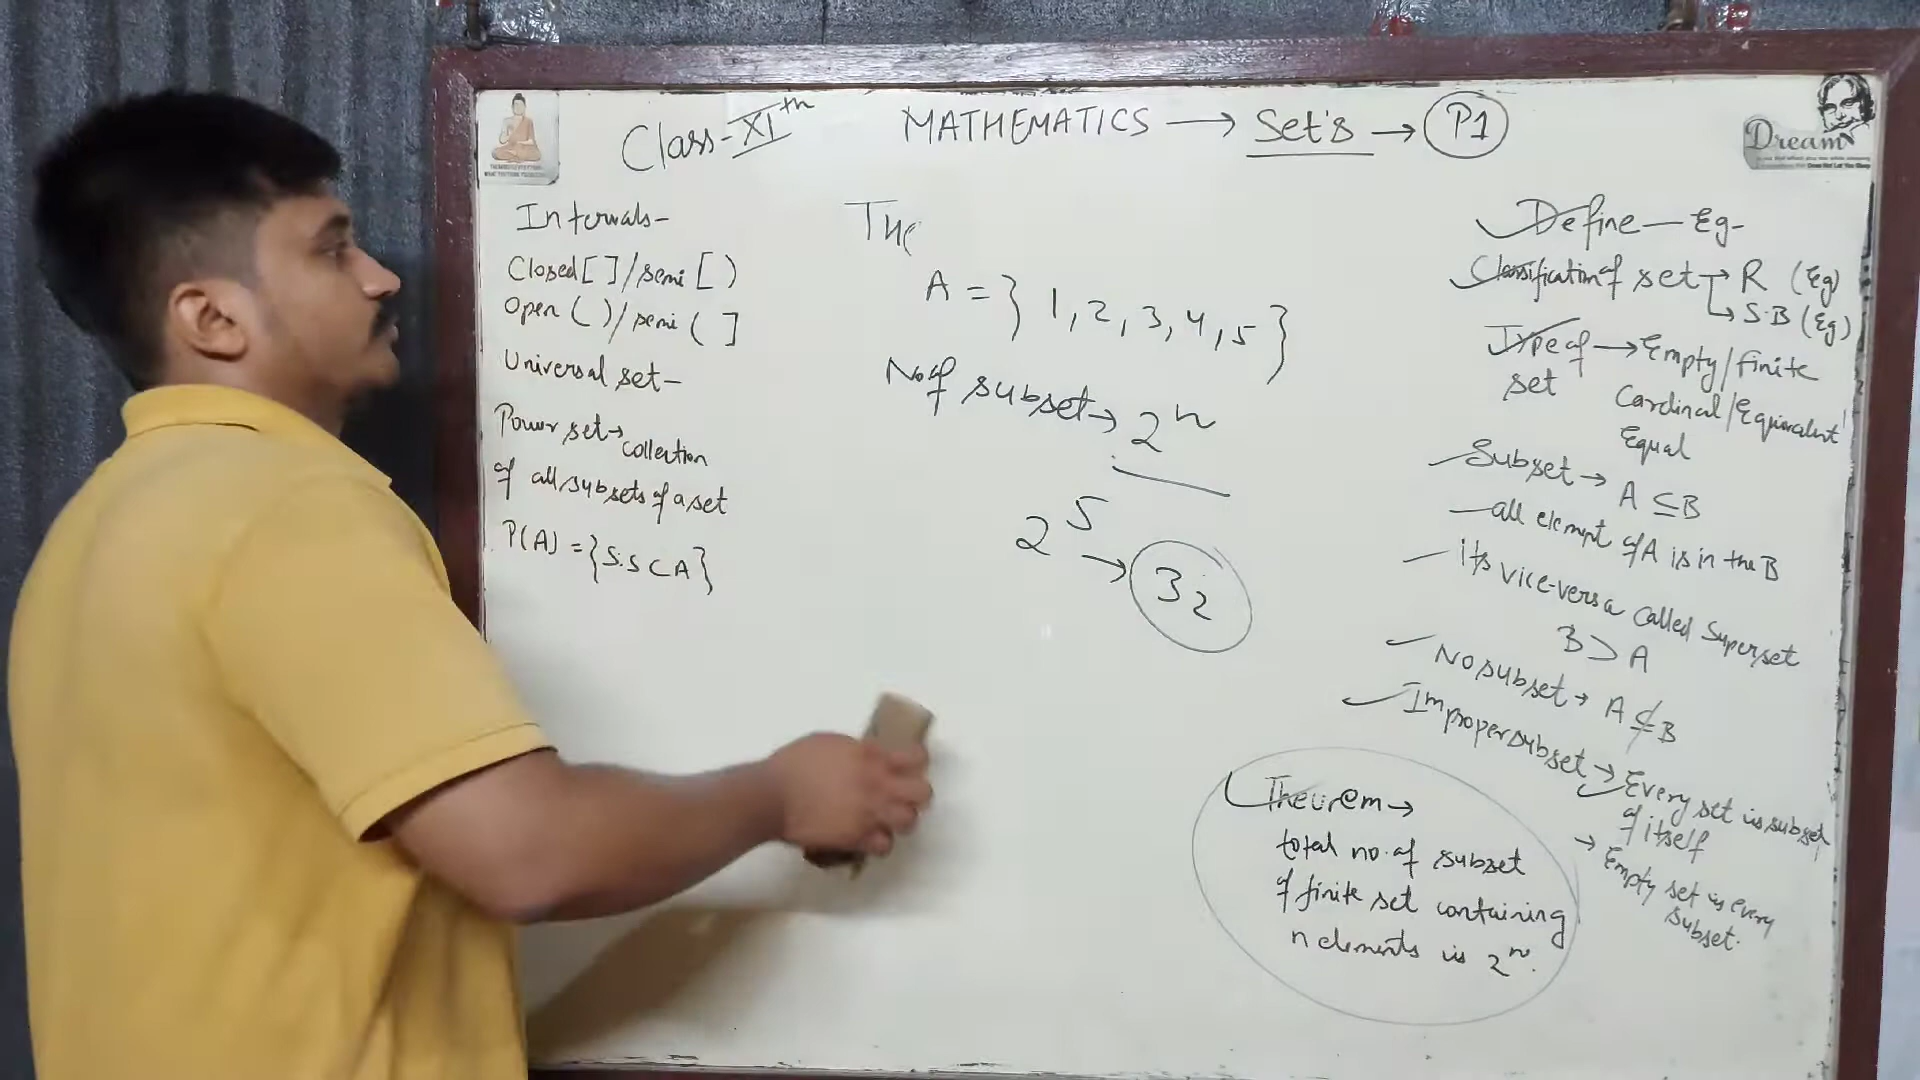 Class-XIth MATHEMATICS → Set's → P1
Dream
Intervals-
Closed [ ] / semi [ )
Open ( ) / semi ( ]
Universal set-
Power set → collection
of all subsets of a set
P(A) = {S:S⊂A}
The
A = } 1, 2, 3, 4, 5 }
No of subset → 2ⁿ
2⁵ → 32
Define — Eg-
Classification of set → R (Eg)
↳ S.B (Eg)
Type of → Empty/finite
set Cardinal/Equivalent
Equal
Subset → A ⊆ B
- all element of A is in the B
- its vice-versa called Superset
B ⊃ A
No subset → A ⊄ B
Improper subset → Every set is subset
of itself
→ Empty set is every
subset.
Theorem →
total no. of subset
of finite set containing
n elements is 2ⁿ.